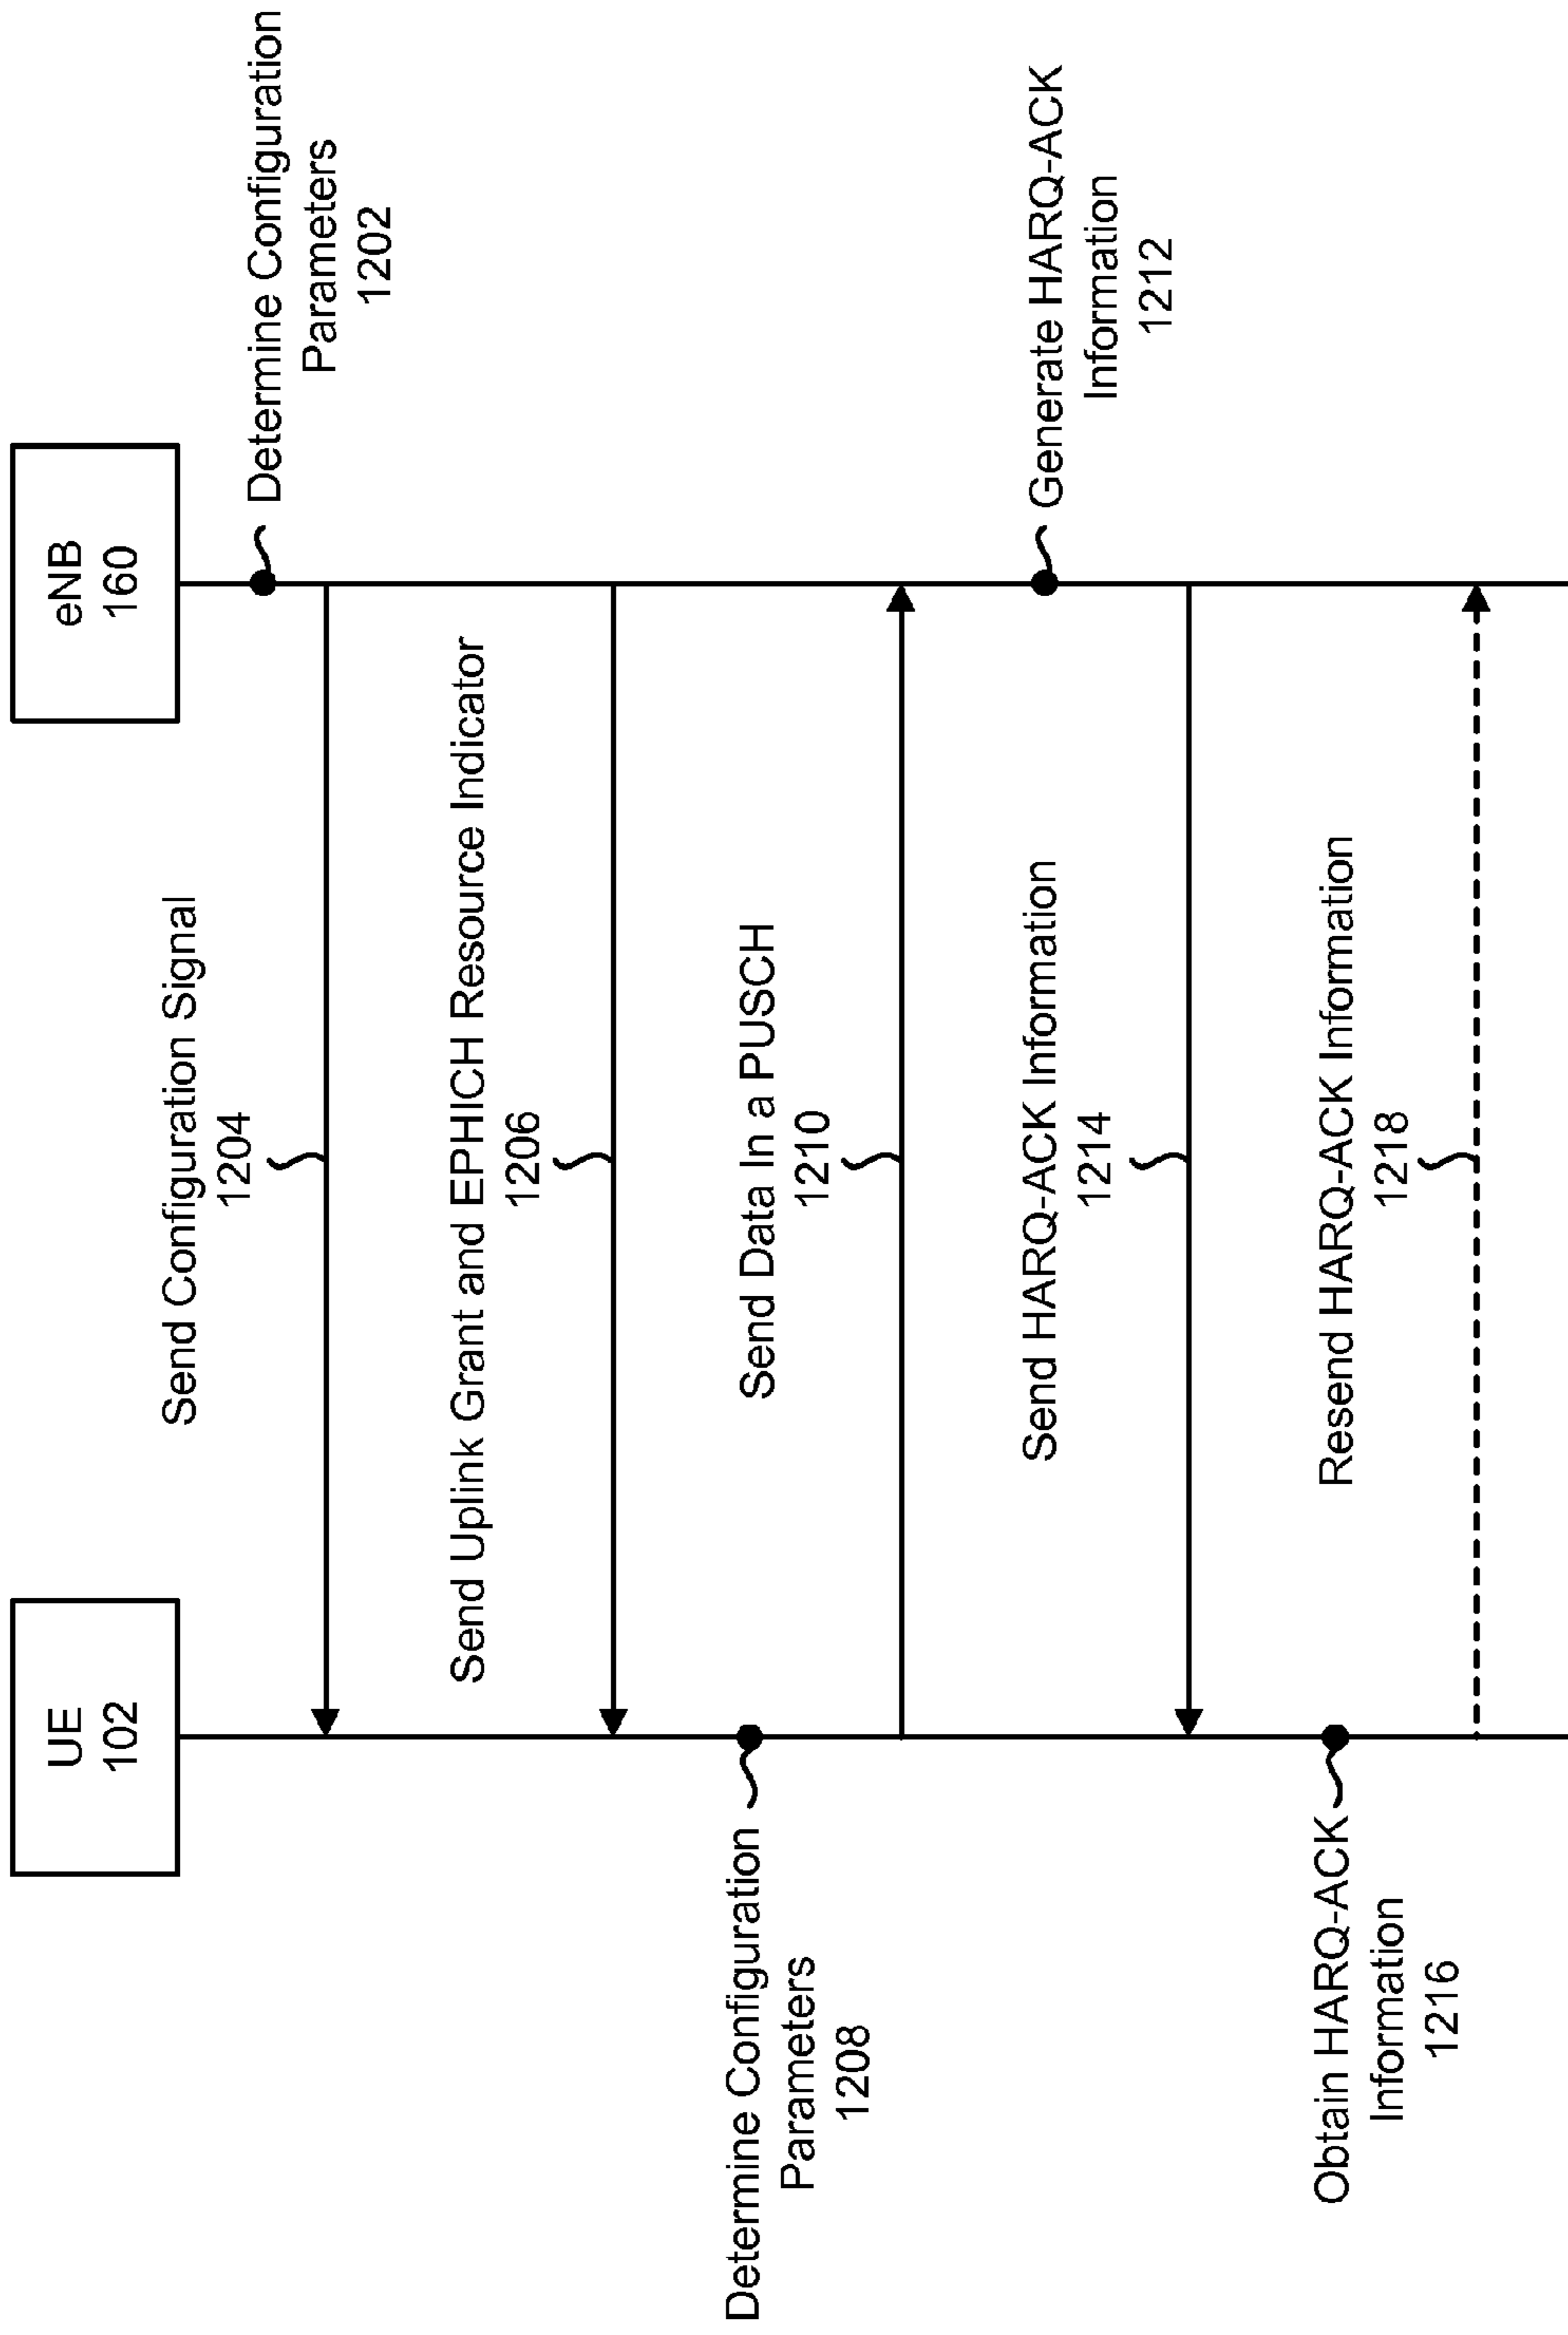 UE
102
eNB
160
Determine Configuration
Parameters
1202
Send Configuration Signal
1204
Send Uplink Grant and EPHICH Resource Indicator
1206
Determine Configuration
Parameters
1208
Send Data In a PUSCH
1210
Generate HARQ-ACK
Information
1212
Send HARQ-ACK Information
1214
Obtain HARQ-ACK
Information
1216
Resend HARQ-ACK Information
1218